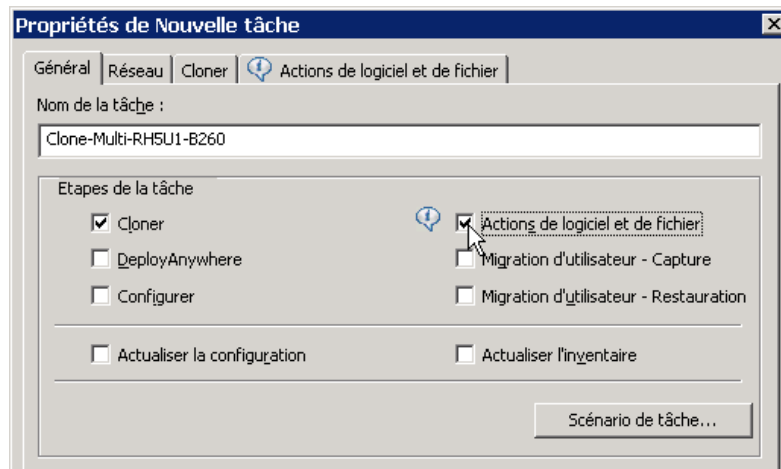 Propriétés de Nouvelle tâche
Général Réseau Cloner Actions de logiciel et de fichier
Nom de la tâche :
Clone-Multi-RH5U1-B260
Etapes de la tâche
Cloner Actions de logiciel et de fichier
DeployAnywhere Migration d'utilisateur - Capture
Configurer Migration d'utilisateur - Restauration
Actualiser la configuration Actualiser l'inventaire
Scénario de tâche...